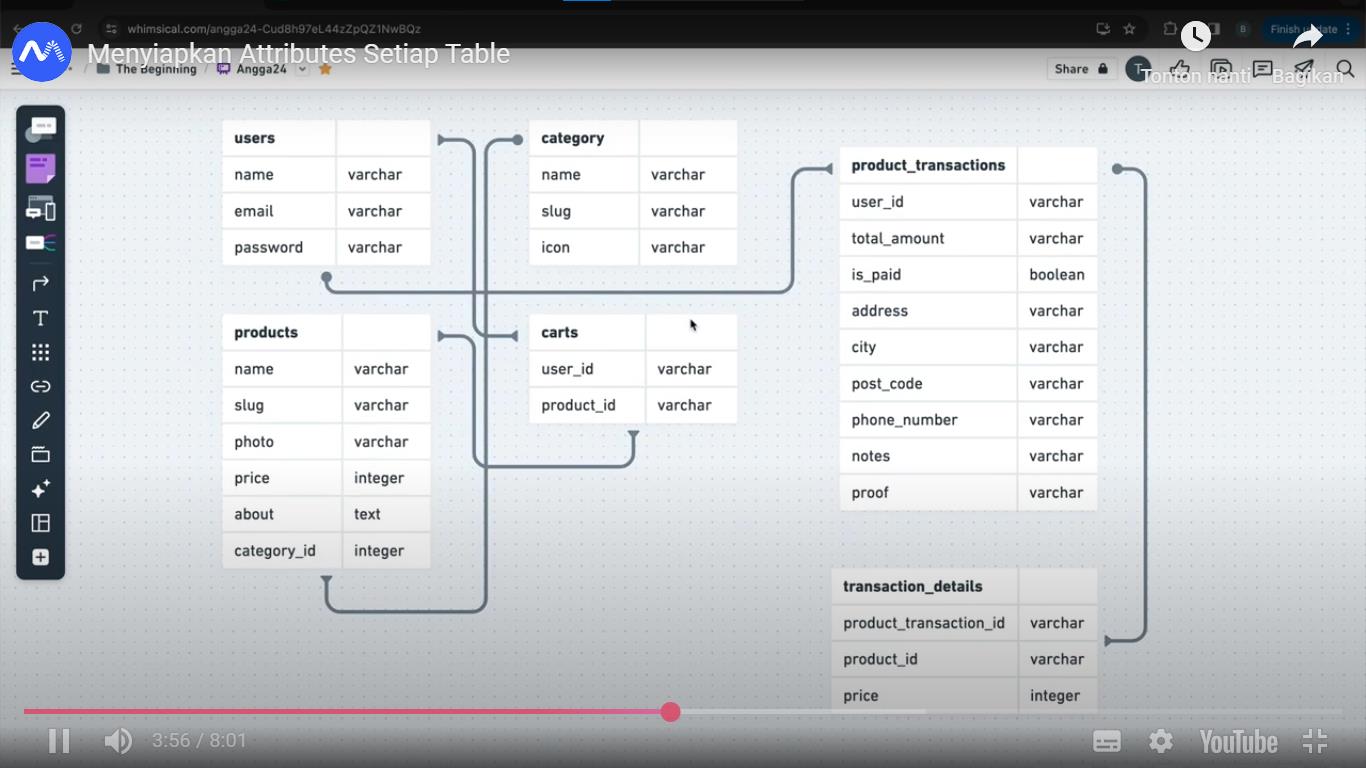 whimsical.com/angga24-Cud8h97eL44zZpQZ1NwBQz
B
Finish update
Menyiapkan Attributes Setiap Table
The Beginning / Angga24
Share
T
Tonton nanti
Bagikan
users
name varchar
email varchar
password varchar
category
name varchar
slug varchar
icon varchar
product_transactions
user_id varchar
total_amount varchar
is_paid boolean
address varchar
city varchar
post_code varchar
phone_number varchar
notes varchar
proof varchar
products
name varchar
slug varchar
photo varchar
price integer
about text
category_id integer
carts
user_id varchar
product_id varchar
transaction_details
product_transaction_id varchar
product_id varchar
price integer
T
3:56 / 8:01
YouTube